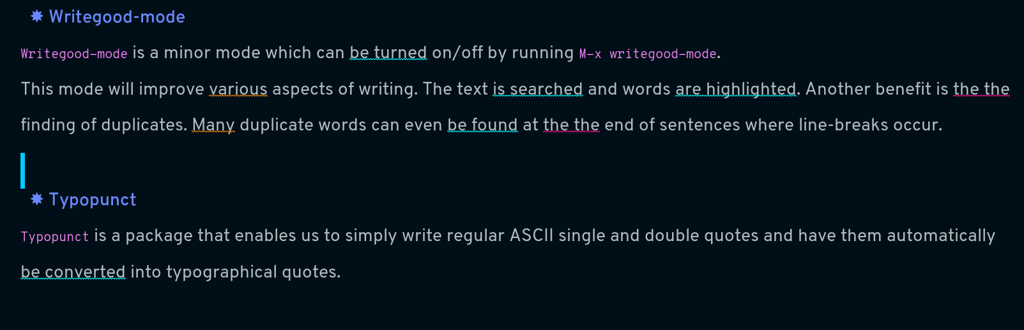 ✸ Writegood-mode
Writegood-mode is a minor mode which can be turned on/off by running M-x writegood-mode.
This mode will improve various aspects of writing. The text is searched and words are highlighted. Another benefit is the the
finding of duplicates. Many duplicate words can even be found at the the end of sentences where line-breaks occur.
✸ Typopunct
Typopunct is a package that enables us to simply write regular ASCII single and double quotes and have them automatically
be converted into typographical quotes.